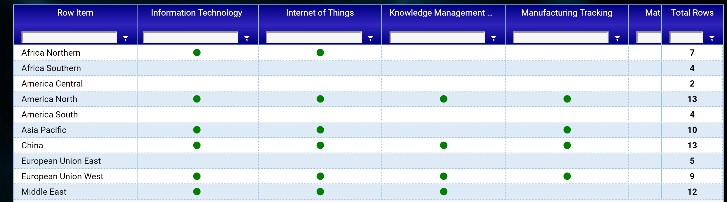 Row Item Information Technology Internet of Things Knowledge Management ... Manufacturing Tracking Mat Total Rows
Africa Northern 7
Africa Southern 4
America Central 2
America North 13
America South 4
Asia Pacific 10
China 13
European Union East 5
European Union West 9
Middle East 12